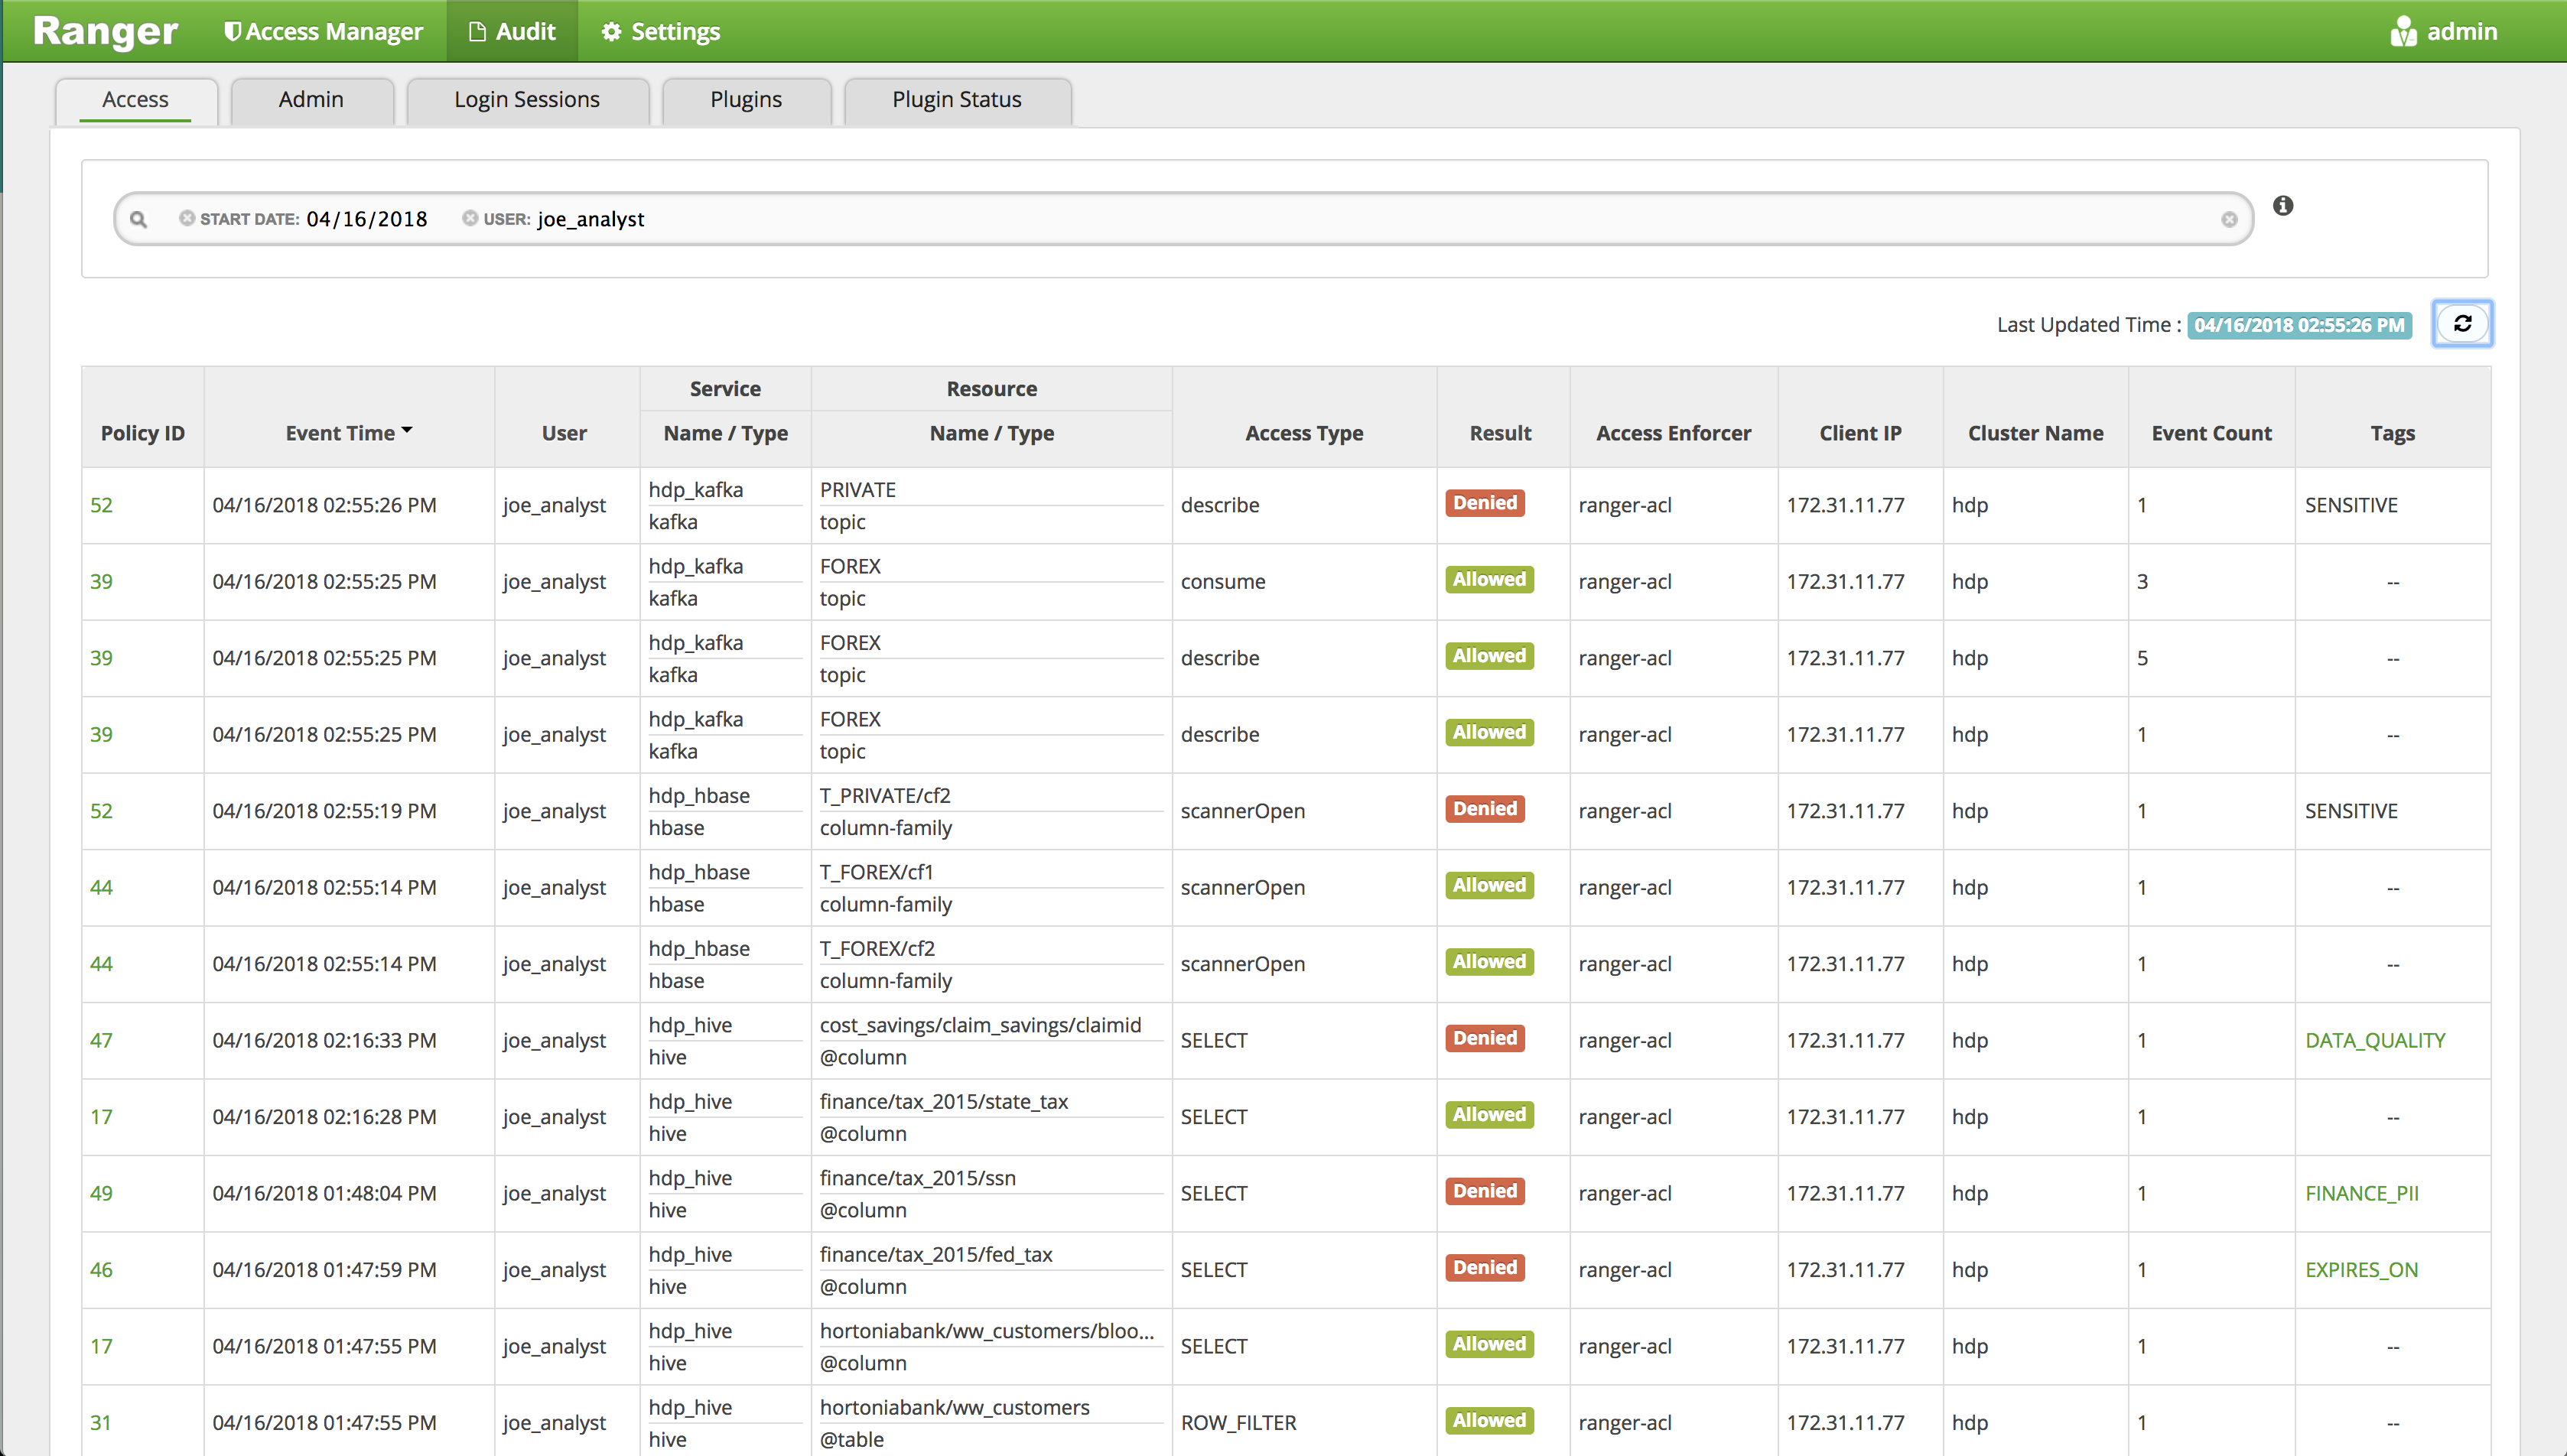 Ranger Access Manager Audit Settings admin
Access Admin Login Sessions Plugins Plugin Status
START DATE: 04/16/2018 USER: joe_analyst
Last Updated Time : 04/16/2018 02:55:26 PM
Service Resource
Policy ID Event Time User Name / Type Name / Type Access Type Result Access Enforcer Client IP Cluster Name Event Count Tags
hdp_kafka PRIVATE
52 04/16/2018 02:55:26 PM joe_analyst describe Denied ranger-acl 172.31.11.77 hdp 1 SENSITIVE
kafka topic
hdp_kafka FOREX
39 04/16/2018 02:55:25 PM joe_analyst consume Allowed ranger-acl 172.31.11.77 hdp 3 --
kafka topic
hdp_kafka FOREX
39 04/16/2018 02:55:25 PM joe_analyst describe Allowed ranger-acl 172.31.11.77 hdp 5 --
kafka topic
hdp_kafka FOREX
39 04/16/2018 02:55:25 PM joe_analyst describe Allowed ranger-acl 172.31.11.77 hdp 1 --
kafka topic
hdp_hbase T_PRIVATE/cf2
52 04/16/2018 02:55:19 PM joe_analyst scannerOpen Denied ranger-acl 172.31.11.77 hdp 1 SENSITIVE
hbase column-family
hdp_hbase T_FOREX/cf1
44 04/16/2018 02:55:14 PM joe_analyst scannerOpen Allowed ranger-acl 172.31.11.77 hdp 1 --
hbase column-family
hdp_hbase T_FOREX/cf2
44 04/16/2018 02:55:14 PM joe_analyst scannerOpen Allowed ranger-acl 172.31.11.77 hdp 1 --
hbase column-family
hdp_hive cost_savings/claim_savings/claimid
47 04/16/2018 02:16:33 PM joe_analyst SELECT Denied ranger-acl 172.31.11.77 hdp 1 DATA_QUALITY
hive @column
hdp_hive finance/tax_2015/state_tax
17 04/16/2018 02:16:28 PM joe_analyst SELECT Allowed ranger-acl 172.31.11.77 hdp 1 --
hive @column
hdp_hive finance/tax_2015/ssn
49 04/16/2018 01:48:04 PM joe_analyst SELECT Denied ranger-acl 172.31.11.77 hdp 1 FINANCE_PII
hive @column
hdp_hive finance/tax_2015/fed_tax
46 04/16/2018 01:47:59 PM joe_analyst SELECT Denied ranger-acl 172.31.11.77 hdp 1 EXPIRES_ON
hive @column
hdp_hive hortoniabank/ww_customers/bloo...
17 04/16/2018 01:47:55 PM joe_analyst SELECT Allowed ranger-acl 172.31.11.77 hdp 1 --
hive @column
hdp_hive hortoniabank/ww_customers
31 04/16/2018 01:47:55 PM joe_analyst ROW_FILTER Allowed ranger-acl 172.31.11.77 hdp 1 --
hive @table